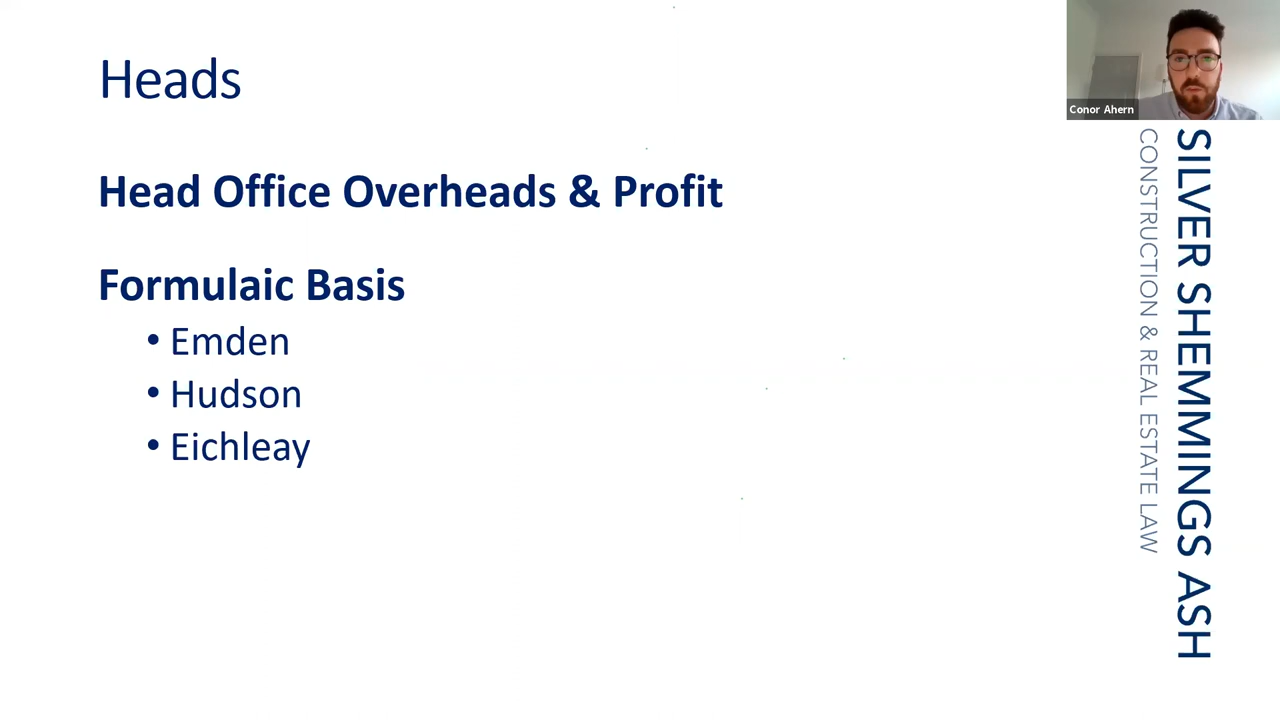 Heads
Head Office Overheads & Profit
Formulaic Basis
• Emden
• Hudson
• Eichleay
Conor Ahern
SILVER SHEMMINGS ASH
CONSTRUCTION & REAL ESTATE LAW